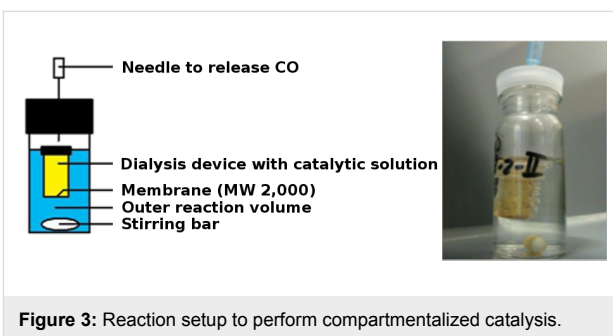 Needle to release CO
Dialysis device with catalytic solution
Membrane (MW 2,000)
Outer reaction volume
Stirring bar
Figure 3: Reaction setup to perform compartmentalized catalysis.